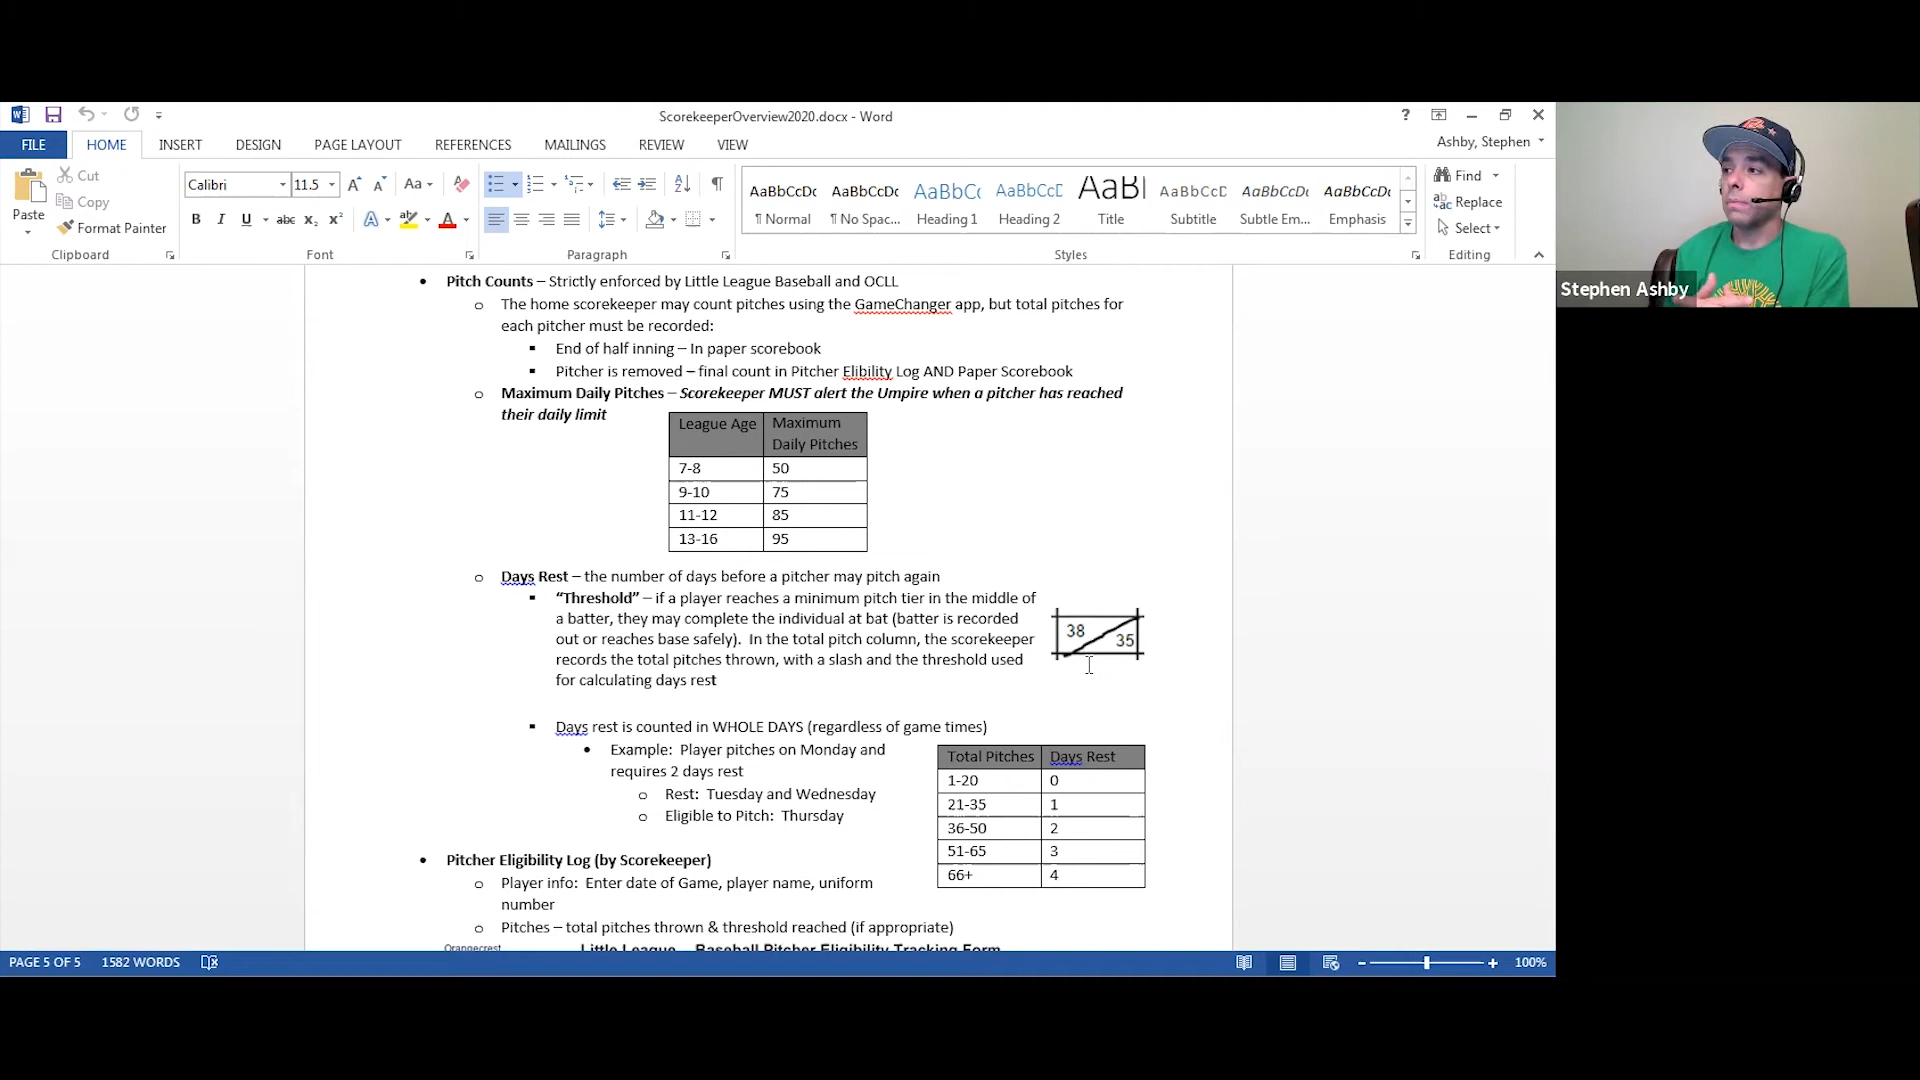 ScorekeeperOverview2020.docx - Word
?
FILE HOME INSERT DESIGN PAGE LAYOUT REFERENCES MAILINGS REVIEW VIEW
Ashby, Stephen
Paste
Cut
Copy
Format Painter
Calibri 11.5
Clipboard Font Paragraph Styles Editing
AaBbCcDc AaBbCcDc AaBbC( AaBbCcD AaB AaBbCcD AaBbCcDc AaBbCcDc
¶ Normal ¶ No Spac... Heading 1 Heading 2 Title Subtitle Subtle Em... Emphasis
Find
Replace
Select
Stephen Ashby
• Pitch Counts – Strictly enforced by Little League Baseball and OCLL
o The home scorekeeper may count pitches using the GameChanger app, but total pitches for
each pitcher must be recorded:
▪ End of half inning – In paper scorebook
▪ Pitcher is removed – final count in Pitcher Elibility Log AND Paper Scorebook
o Maximum Daily Pitches – Scorekeeper MUST alert the Umpire when a pitcher has reached
their daily limit
League Age Maximum
Daily Pitches
7-8 50
9-10 75
11-12 85
13-16 95
o Days Rest – the number of days before a pitcher may pitch again
▪ “Threshold” – if a player reaches a minimum pitch tier in the middle of
a batter, they may complete the individual at bat (batter is recorded
out or reaches base safely). In the total pitch column, the scorekeeper
records the total pitches thrown, with a slash and the threshold used
for calculating days rest
38 / 35
▪ Days rest is counted in WHOLE DAYS (regardless of game times)
• Example: Player pitches on Monday and
requires 2 days rest
o Rest: Tuesday and Wednesday
o Eligible to Pitch: Thursday
Total Pitches Days Rest
1-20 0
21-35 1
36-50 2
51-65 3
66+ 4
• Pitcher Eligibility Log (by Scorekeeper)
o Player info: Enter date of Game, player name, uniform
number
o Pitches – total pitches thrown & threshold reached (if appropriate)
Orangecrest Little League – Baseball Pitcher Eligibility Tracking Form
PAGE 5 OF 5 1582 WORDS 100%